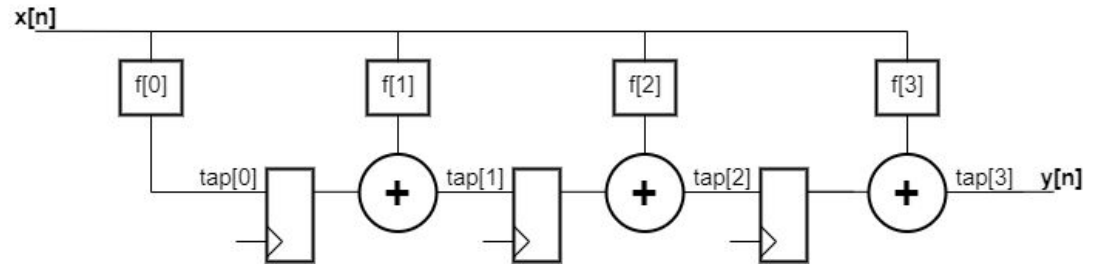 x[n]
f[0] f[1] f[2] f[3]
tap[0] + tap[1] + tap[2] + tap[3] y[n]